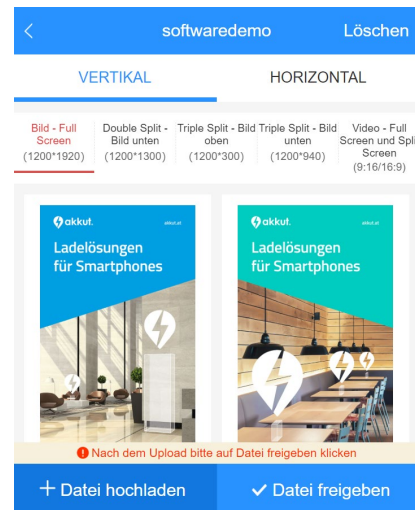 softwaredemo Löschen
VERTIKAL HORIZONTAL
Bild - Full
Screen
(1200*1920)
Double Split -
Bild unten
(1200*1300)
Triple Split - Bild
oben
(1200*300)
Triple Split - Bild
unten
(1200*940)
Video - Full
Screen und Spli
Screen
(9:16/16:9)
akkut. akkut.at
Ladelösungen
für Smartphones
akkut. akkut.at
Ladelösungen
für Smartphones
Nach dem Upload bitte auf Datei freigeben klicken
+ Datei hochladen
Datei freigeben